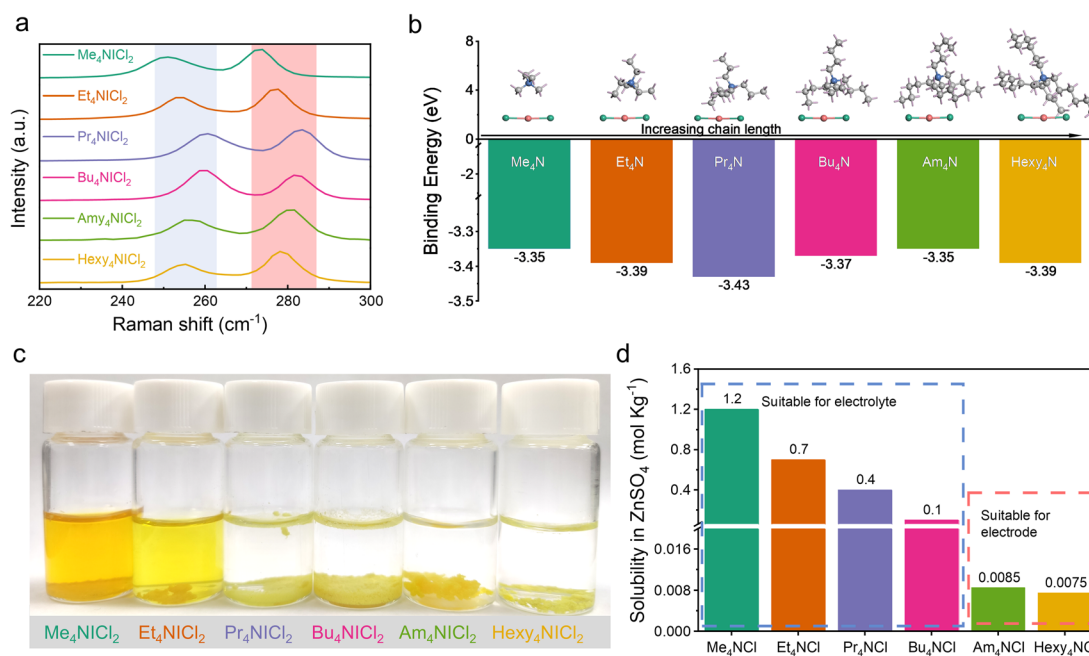 a
Me₄NICl₂
Et₄NICl₂
Pr₄NICl₂
Bu₄NICl₂
Amy₄NICl₂
Hexy₄NICl₂
Intensity (a.u.)
220 240 260 280 300
Raman shift (cm⁻¹)
b
Binding Energy (eV)
8
4
0
-2
-3.3
-3.4
-3.5
Increasing chain length
Me₄N Et₄N Pr₄N Bu₄N Am₄N Hexy₄N
-3.35 -3.39 -3.43 -3.37 -3.35 -3.39
c
Me₄NICl₂ Et₄NICl₂ Pr₄NICl₂ Bu₄NICl₂ Am₄NICl₂ Hexy₄NICl₂
d
Solubility in ZnSO₄ (mol Kg⁻¹)
1.6
1.2
0.8
0.4
0.016
0.008
0.000
Suitable for electrolyte
Suitable for
electrode
1.2
0.7
0.4
0.1
0.0085
0.0075
Me₄NCl Et₄NCl Pr₄NCl Bu₄NCl Am₄NCl Hexy₄NCl